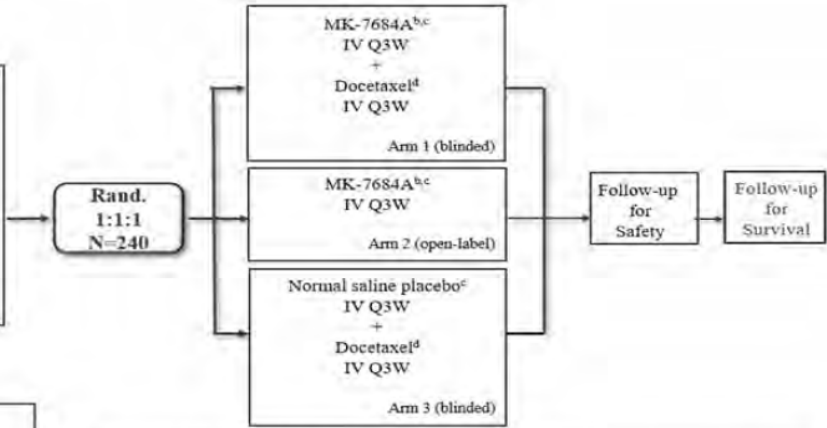 Rand.
1:1:1
N=240
MK-7684Aᵇ,ᶜ
IV Q3W
+
Docetaxelᵈ
IV Q3W
Arm 1 (blinded)
MK-7684Aᵇ,ᶜ
IV Q3W
Arm 2 (open-label)
Normal saline placeboᶜ
IV Q3W
+
Docetaxelᵈ
IV Q3W
Arm 3 (blinded)
Follow-up
for
Safety
Follow-up
for
Survival